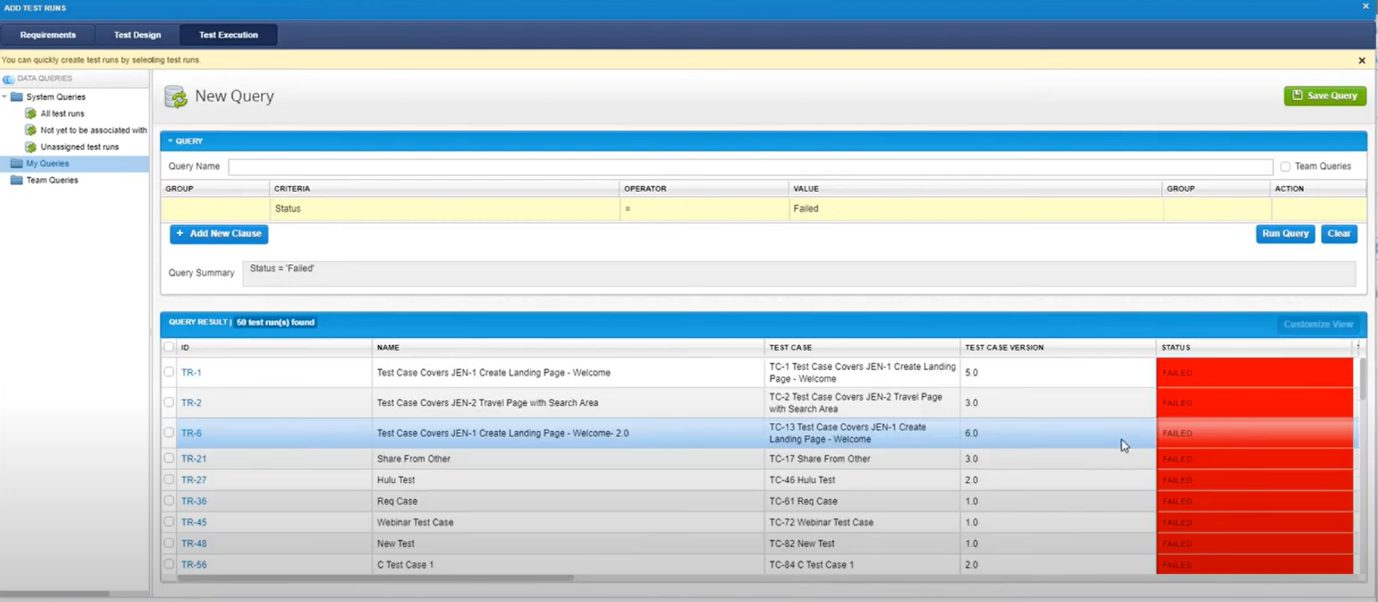 ADD TEST RUNS
Requirements
Test Design
Test Execution
You can quickly create test runs by selecting test runs.
DATA QUERIES
System Queries
All test runs
Not yet to be associated with
Unassigned test runs
My Queries
Team Queries
New Query
Save Query
QUERY
Query Name
Team Queries
GROUP CRITERIA OPERATOR VALUE GROUP ACTION
Status = Failed
+ Add New Clause
Run Query
Clear
Query Summary
Status = 'Failed'
QUERY RESULT | 50 test run(s) found
Customize View
ID NAME TEST CASE TEST CASE VERSION STATUS
TR-1 Test Case Covers JEN-1 Create Landing Page - Welcome TC-1 Test Case Covers JEN-1 Create Landing 5.0 FAILED
Page - Welcome
TR-2 Test Case Covers JEN-2 Travel Page with Search Area TC-2 Test Case Covers JEN-2 Travel Page 3.0 FAILED
with Search Area
TR-6 Test Case Covers JEN-1 Create Landing Page - Welcome- 2.0 TC-13 Test Case Covers JEN-1 Create 6.0 FAILED
Landing Page - Welcome
TR-21 Share From Other TC-17 Share From Other 3.0 FAILED
TR-27 Hulu Test TC-46 Hulu Test 2.0 FAILED
TR-36 Req Case TC-61 Req Case 1.0 FAILED
TR-45 Webinar Test Case TC-72 Webinar Test Case 1.0 FAILED
TR-48 New Test TC-82 New Test 1.0 FAILED
TR-56 C Test Case 1 TC-84 C Test Case 1 2.0 FAILED